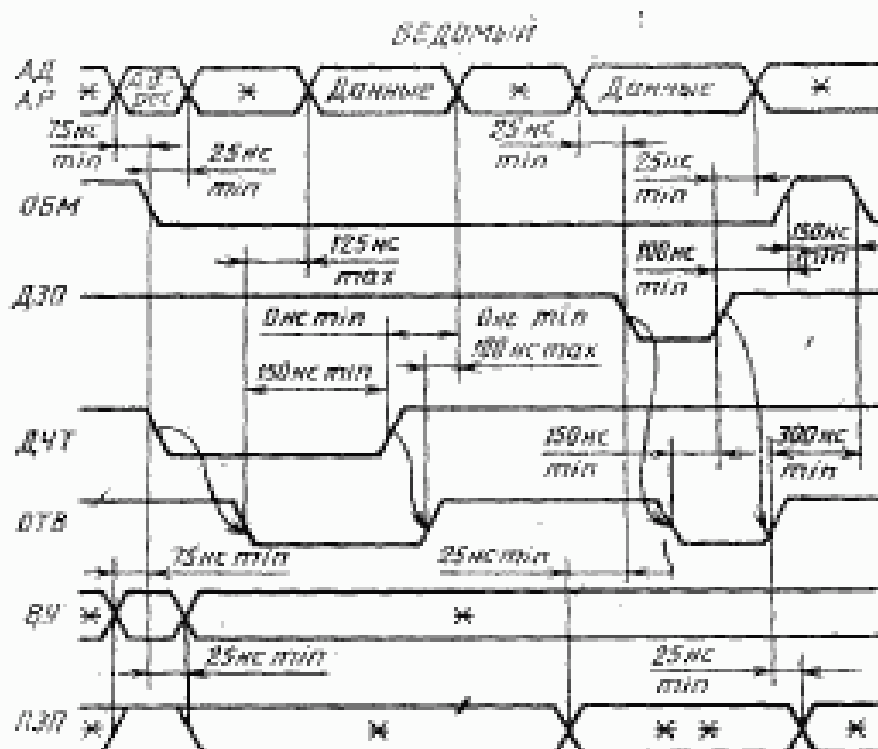 ВЕДОМЫЙ
АД
АР
* Ад рес * Данные * Данные *
75нс min
25нс min
25нс min
25нс min
ОБМ
125нс max
100нс min
150нс min
ДЗП
0нс min
0нс min
100нс max
150нс min
ДЧТ
150нс min
300нс min
ОТВ
75нс min
25нс min
ВУ
* *
25нс min
25нс min
ПЗП
* * * * *